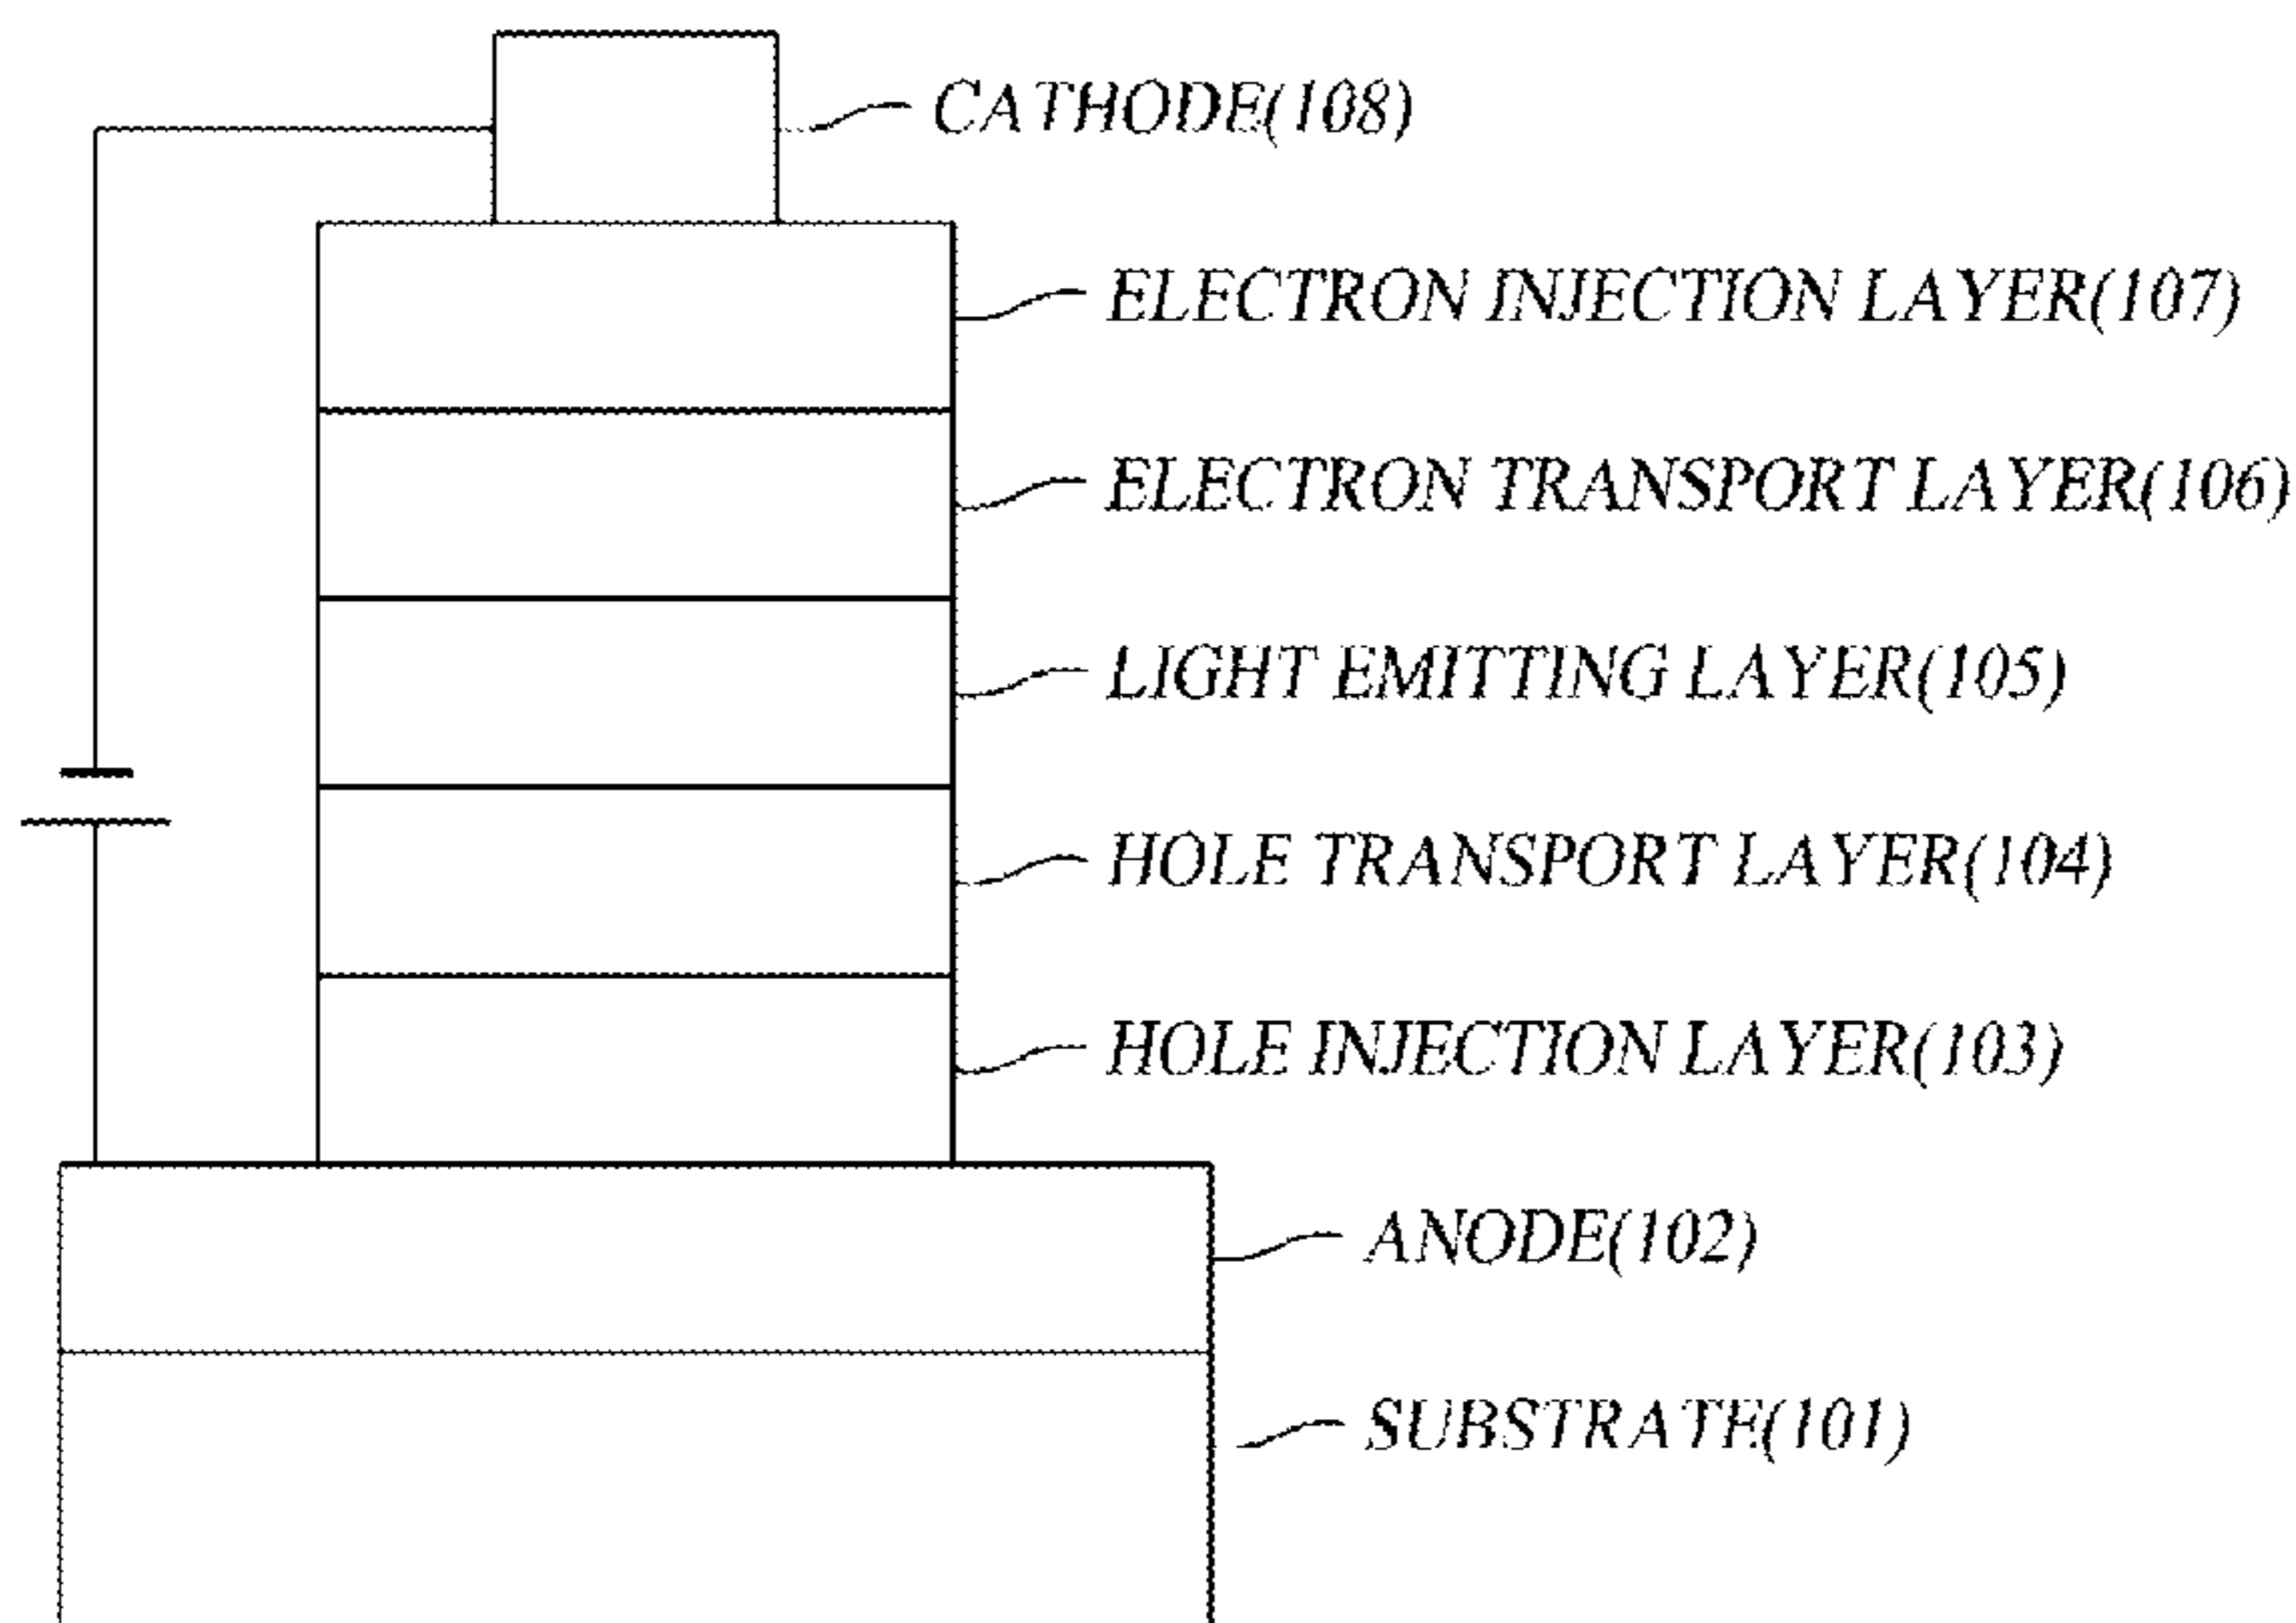 CATHODE(108)
ELECTRON INJECTION LAYER(107)
ELECTRON TRANSPORT LAYER(106)
LIGHT EMITTING LAYER(105)
HOLE TRANSPORT LAYER(104)
HOLE INJECTION LAYER(103)
ANODE(102)
SUBSTRATE(101)